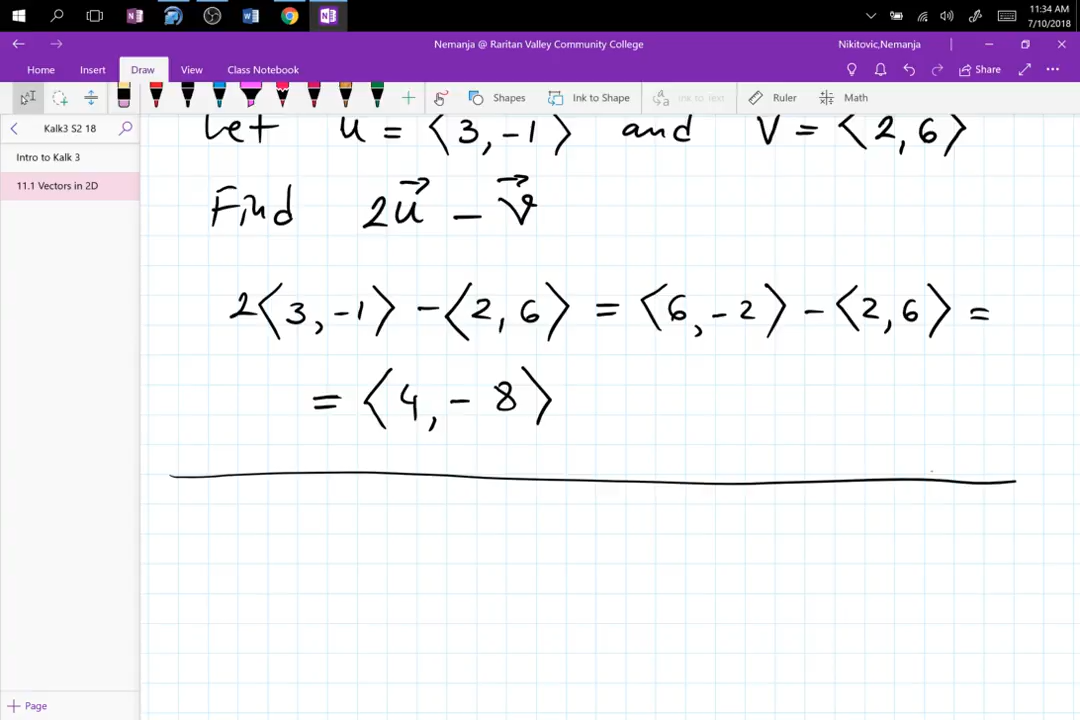 11:34 AM
7/10/2018
Nemanja @ Raritan Valley Community College
Nikitovic,Nemanja
Home Insert Draw View Class Notebook Share
Shapes Ink to Shape Ink to Text Ruler Math
Kalk3 S2 18
Intro to Kalk 3
11.1 Vectors in 2D
Let u = ⟨3, -1⟩ and v = ⟨2, 6⟩
Find 2u⃗ - v⃗
2⟨3, -1⟩ - ⟨2, 6⟩ = ⟨6, -2⟩ - ⟨2, 6⟩ =
= ⟨4, - 8⟩
+ Page